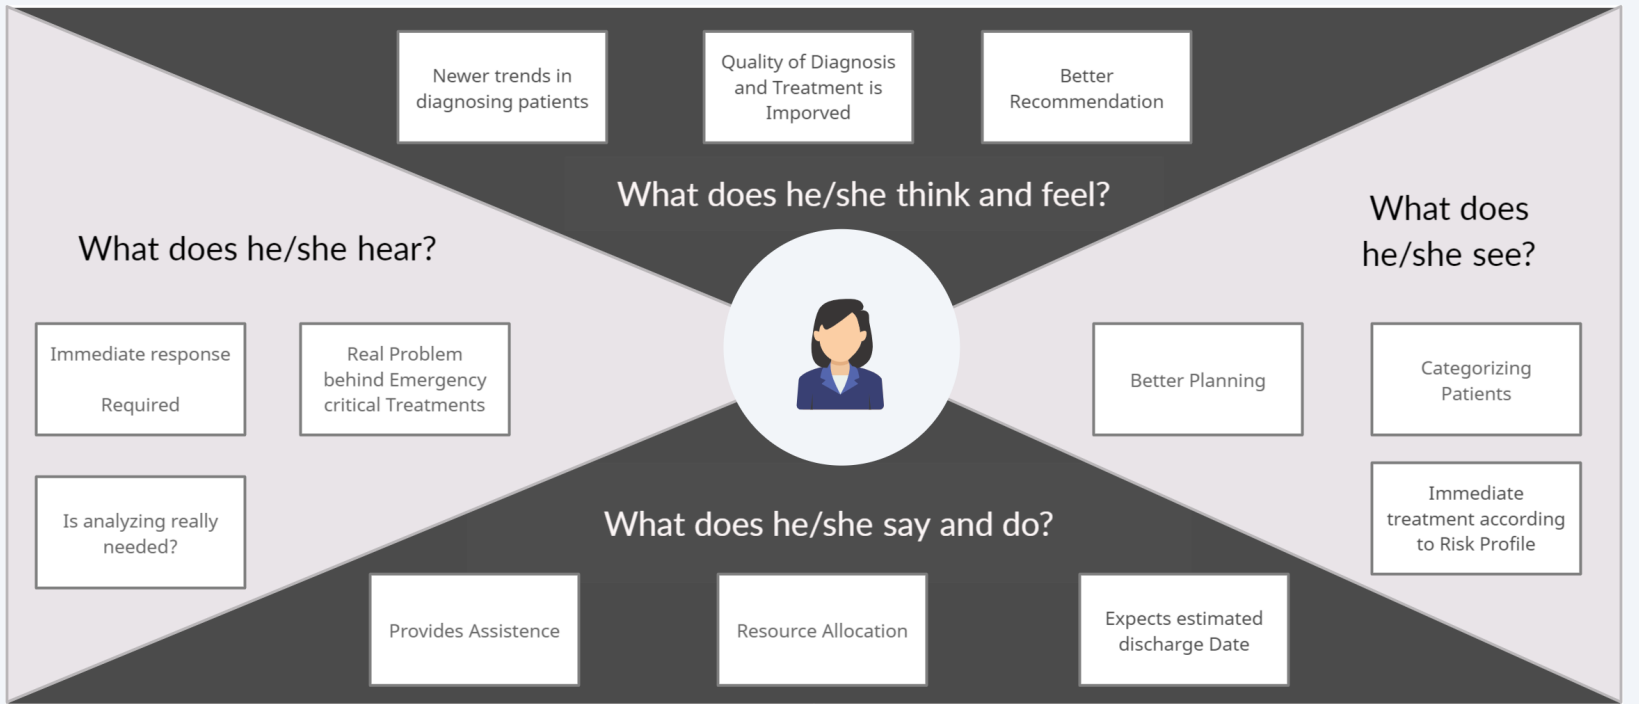 Newer trends in
diagnosing patients
Quality of Diagnosis
and Treatment is
Imporved
Better
Recommendation
What does he/she think and feel?
What does he/she hear?
Immediate response
Required
Real Problem
behind Emergency
critical Treatments
Is analyzing really
needed?
What does
he/she see?
Better Planning
Categorizing
Patients
Immediate
treatment according
to Risk Profile
What does he/she say and do?
Provides Assistence
Resource Allocation
Expects estimated
discharge Date